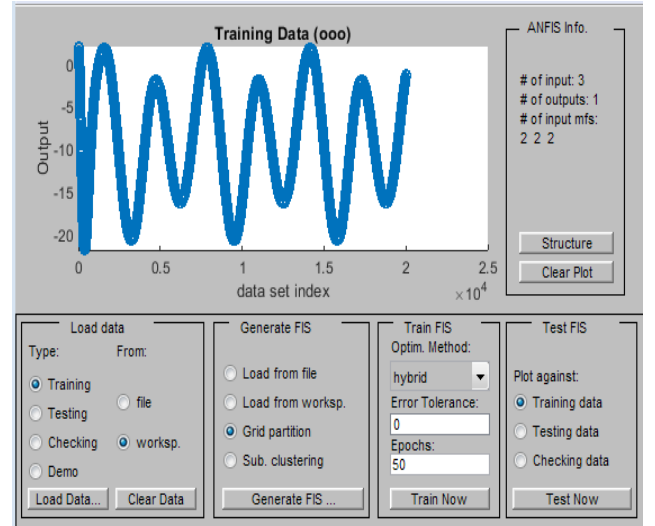 Training Data (ooo)
0
-5
-10
-15
-20
Output
0
0.5
1
1.5
2
2.5
data set index
×10⁴
ANFIS Info.
# of input: 3
# of outputs: 1
# of input mfs:
2 2 2
Structure
Clear Plot
Load data
Type:
From:
Training
Testing
Checking
Demo
file
worksp.
Load Data...
Clear Data
Generate FIS
Load from file
Load from worksp.
Grid partition
Sub. clustering
Generate FIS ...
Train FIS
Optim. Method:
hybrid
Error Tolerance:
0
Epochs:
50
Train Now
Test FIS
Plot against:
Training data
Testing data
Checking data
Test Now